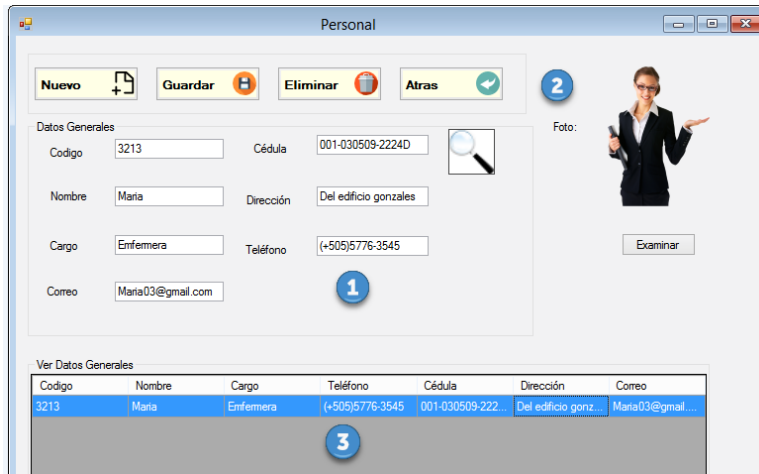 Personal
Nuevo Guardar Eliminar Atras 2
Datos Generales Foto:
Codigo 3213 Cédula 001-030509-2224D
Nombre Maria Dirección Del edificio gonzales
Cargo Emfermera Teléfono (+505)5776-3545 Examinar
Correo Maria03@gmail.com 1
Ver Datos Generales
Codigo Nombre Cargo Teléfono Cédula Dirección Correo
3213 Maria Emfermera (+505)5776-3545 001-030509-222... Del edificio gonz... Maria03@gmail....
3